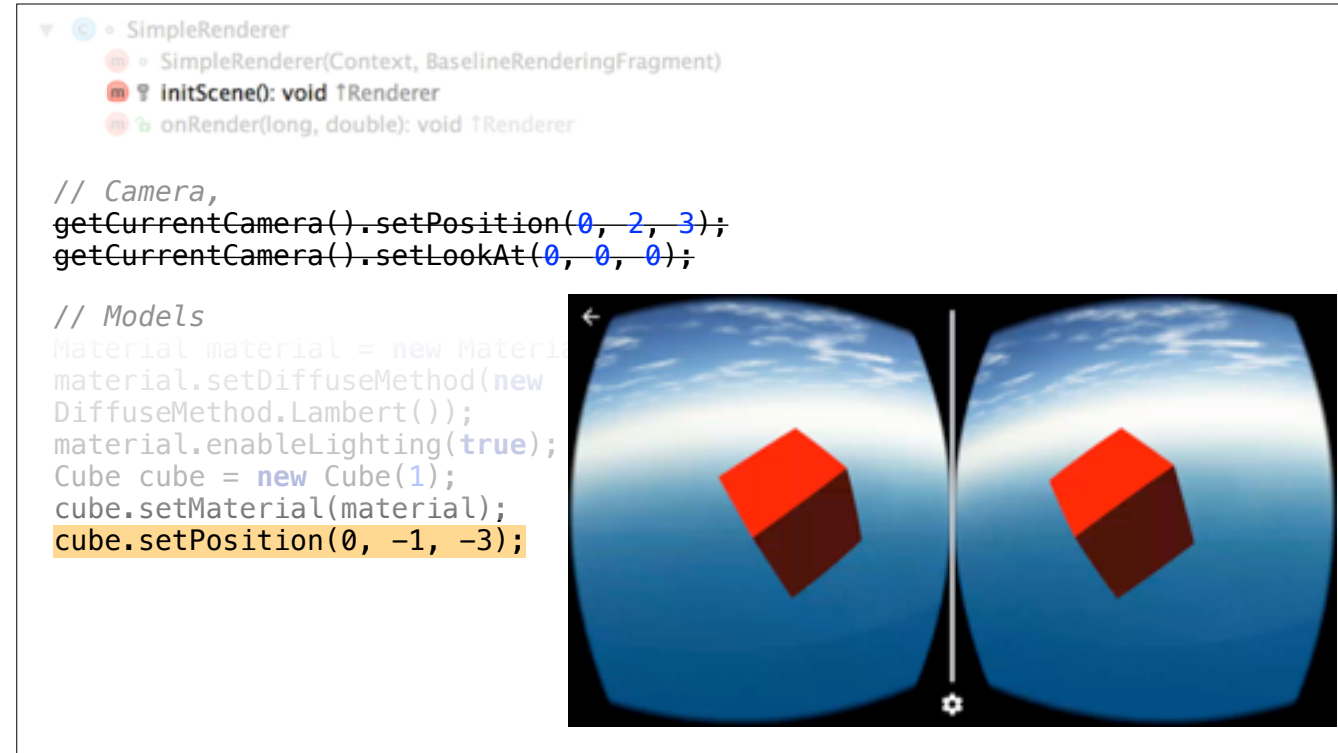 SimpleRenderer
SimpleRenderer(Context, BaselineRenderingFragment)
initScene(): void ↑Renderer
onRender(long, double): void ↑Renderer
// Camera,
getCurrentCamera().setPosition(0, 2, 3);
getCurrentCamera().setLookAt(0, 0, 0);
// Models
Material material = new Materia
material.setDiffuseMethod(new
DiffuseMethod.Lambert());
material.enableLighting(true);
Cube cube = new Cube(1);
cube.setMaterial(material);
cube.setPosition(0, –1, –3);